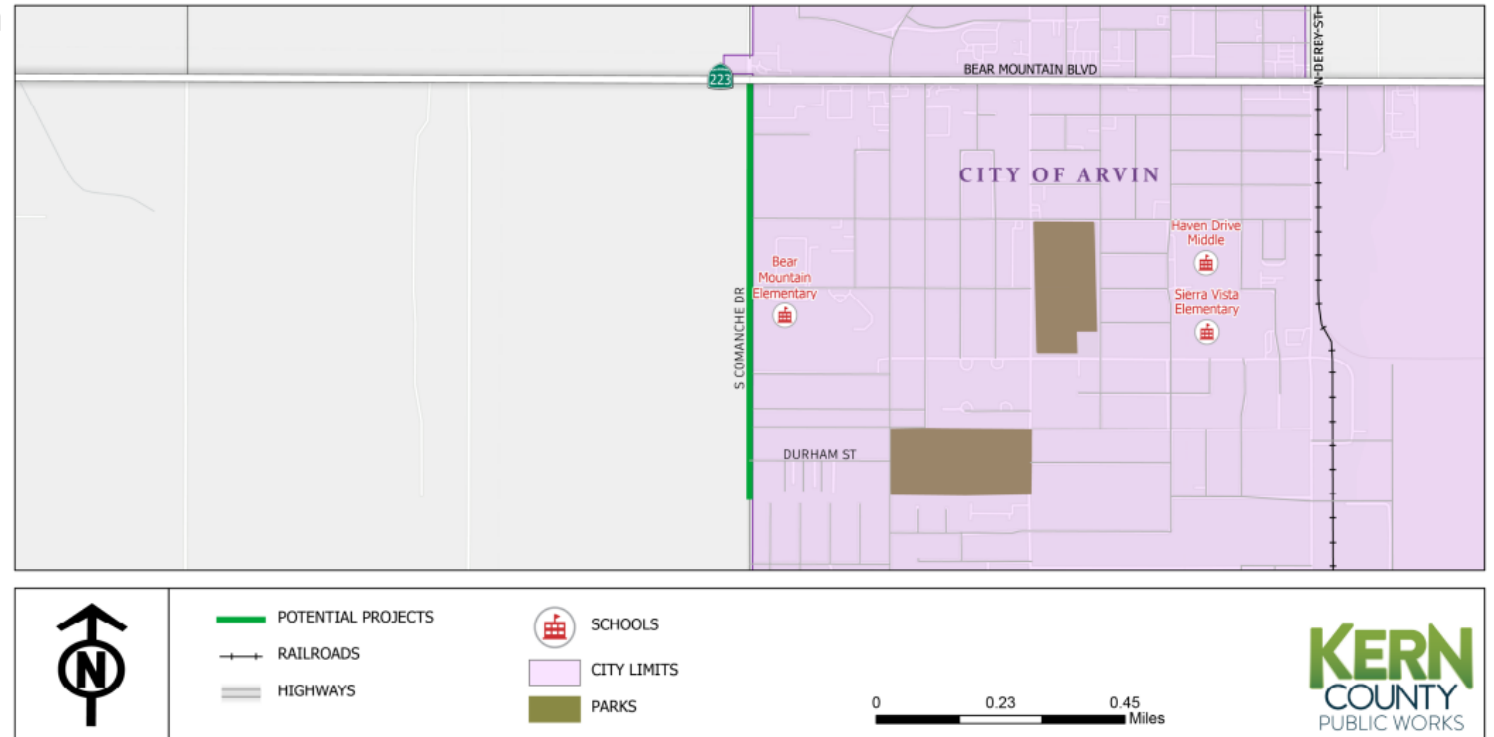 N DEREY ST
BEAR MOUNTAIN BLVD
223
CITY OF ARVIN
Haven Drive
Middle
Bear
Mountain
Elementary
Sierra Vista
Elementary
S COMANCHE DR
DURHAM ST
N
POTENTIAL PROJECTS
RAILROADS
HIGHWAYS
SCHOOLS
CITY LIMITS
PARKS
0 0.23 0.45
Miles
KERN
COUNTY
PUBLIC WORKS